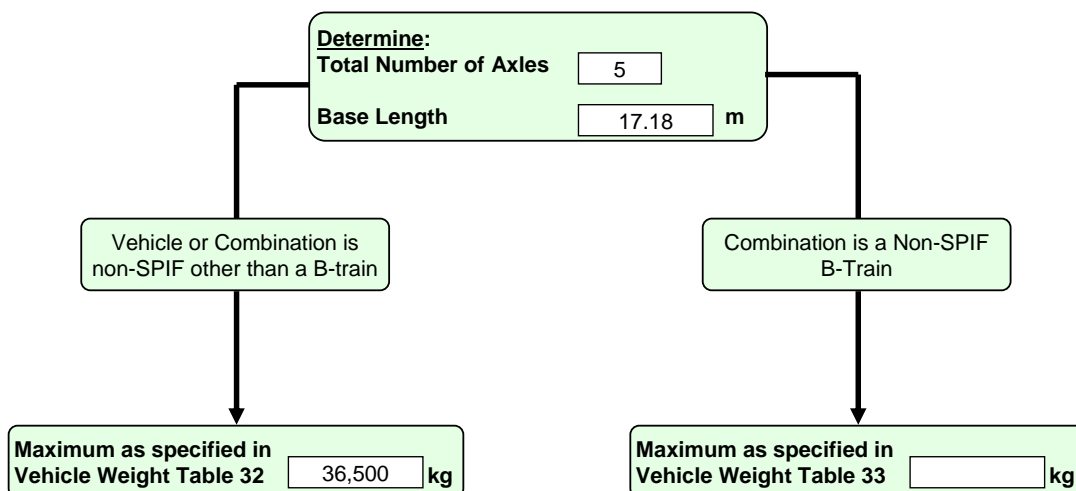 Determine:
Total Number of Axles 5
Base Length 17.18 m
Vehicle or Combination is
non-SPIF other than a B-train
Combination is a Non-SPIF
B-Train
Maximum as specified in
Vehicle Weight Table 32 36,500 kg
Maximum as specified in
Vehicle Weight Table 33 kg